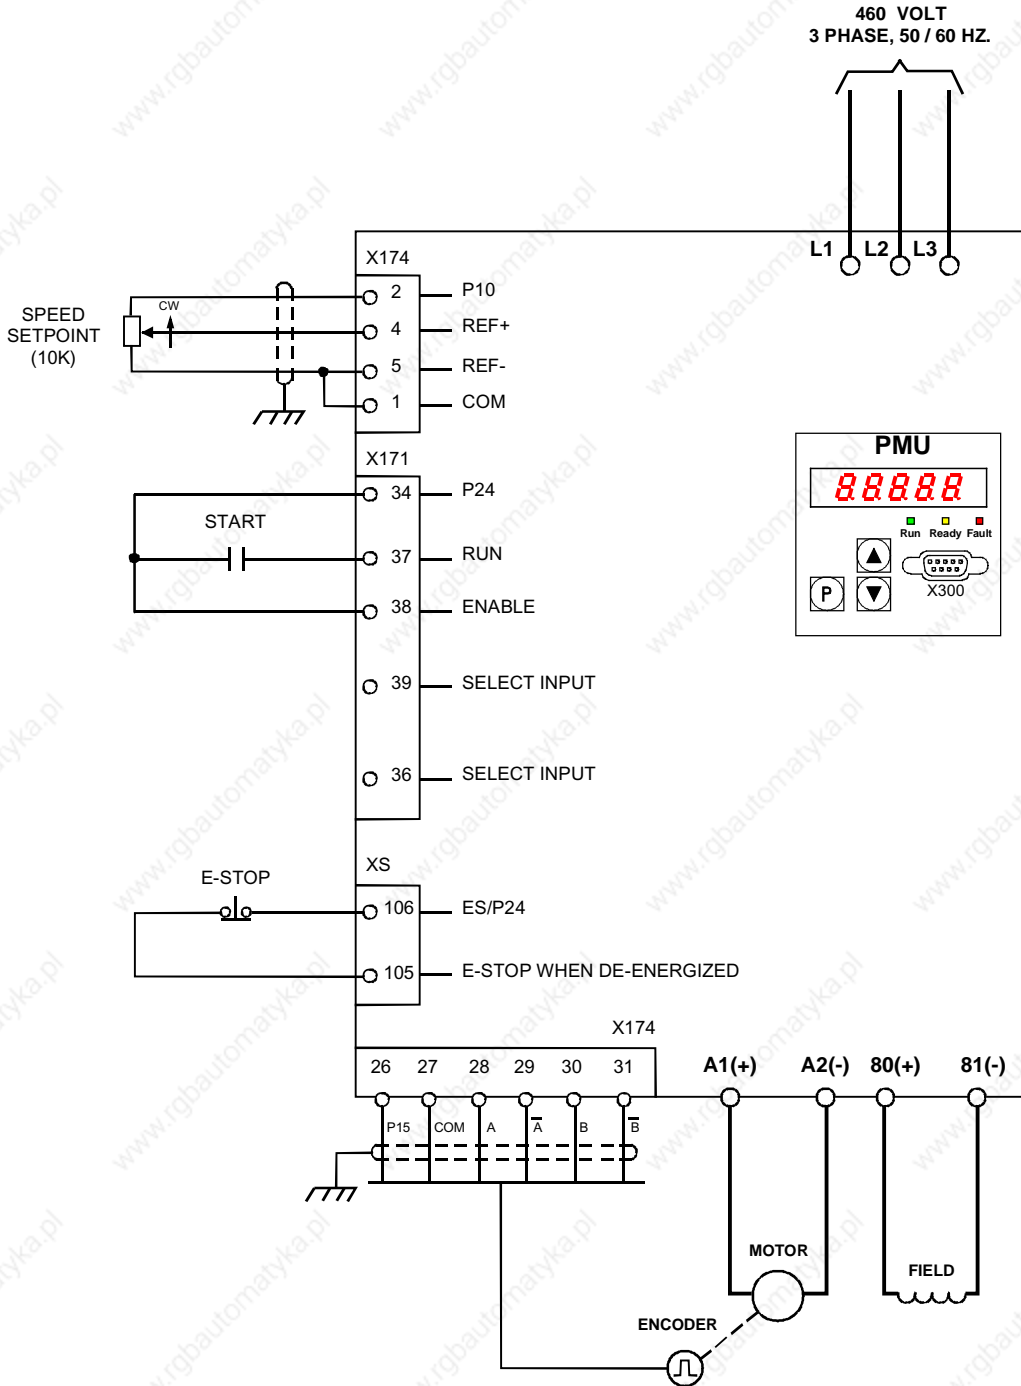 460 VOLT
3 PHASE, 50 / 60 HZ.
L1 L2 L3
X174
SPEED
SETPOINT
(10K)
CW
2 P10
4 REF+
5 REF-
1 COM
X171
34 P24
START
37 RUN
38 ENABLE
39 SELECT INPUT
36 SELECT INPUT
PMU
88888
Run Ready Fault
P
X300
XS
E-STOP
106 ES/P24
105 E-STOP WHEN DE-ENERGIZED
X174
26 27 28 29 30 31
P15 COM A A̅ B B̅
A1(+) A2(-) 80(+) 81(-)
MOTOR
FIELD
ENCODER
www.rgbautomatyka.pl